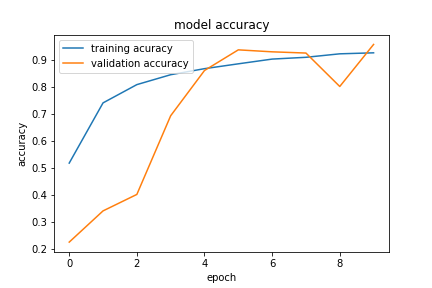 model accuracy
training acuracy
validation accuracy
accuracy
0.9
0.8
0.7
0.6
0.5
0.4
0.3
0.2
0 2 4 6 8
epoch